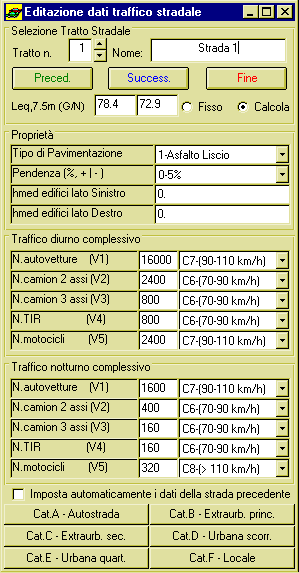 Editazione dati traffico stradale
Selezione Tratto Stradale
Tratto n. 1 Nome: Strada 1
Preced. Success. Fine
Leq,7.5m (G/N) 78.4 72.9 Fisso Calcola
Proprietà
Tipo di Pavimentazione 1-Asfalto Liscio
Pendenza (%, + | - ) 0-5%
hmed edifici lato Sinistro 0.
hmed edifici lato Destro 0.
Traffico diurno complessivo
N.autovetture (V1) 16000 C7-(90-110 km/h)
N.camion 2 assi (V2) 2400 C6-(70-90 km/h)
N.camion 3 assi (V3) 800 C6-(70-90 km/h)
N.TIR (V4) 800 C6-(70-90 km/h)
N.motocicli (V5) 2400 C7-(90-110 km/h)
Traffico notturno complessivo
N.autovetture (V1) 1600 C7-(90-110 km/h)
N.camion 2 assi (V2) 400 C6-(70-90 km/h)
N.camion 3 assi (V3) 160 C6-(70-90 km/h)
N.TIR (V4) 160 C6-(70-90 km/h)
N.motocicli (V5) 320 C8-(> 110 km/h)
Imposta automaticamente i dati della strada precedente
Cat.A - Autostrada Cat.B - Extraurb. princ.
Cat.C - Extraurb. sec. Cat.D - Urbana scorr.
Cat.E - Urbana quart. Cat.F - Locale